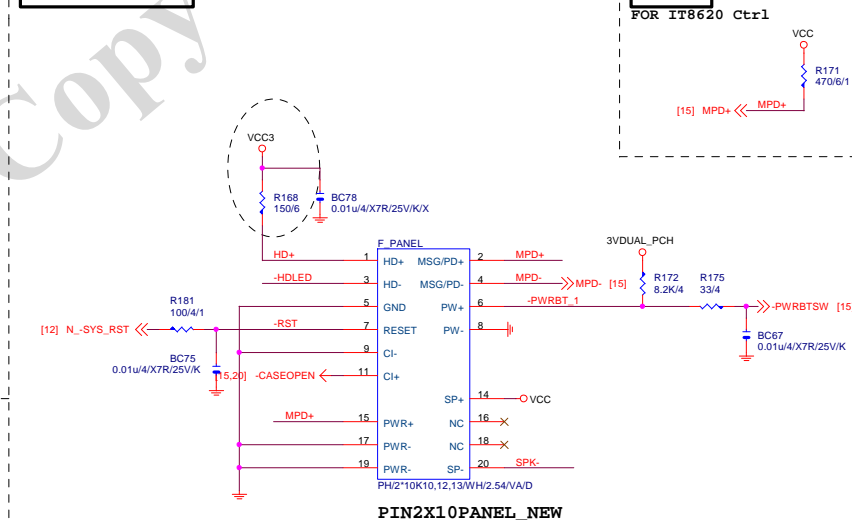 FOR IT8620 Ctrl
VCC
R171
470/6/1
[15] MPD+ MPD+
Copy
VCC3
R168
150/6
BC78
0.01u/4/X7R/25V/K/X
3VDUAL_PCH
R172
8.2K/4
R175
33/4
F_PANEL
HD+ 1 HD+ MSG/PD+ 2 MPD+
-HDLED 3 HD- MSG/PD- 4 MPD- MPD- [15]
5 GND PW+ 6 -PWRBT_1 -PWRBTSW [15
R181
100/4/1
[12] N_-SYS_RST -RST 7 RESET PW- 8
BC67
0.01u/4/X7R/25V/K
9 CI-
BC75
0.01u/4/X7R/25V/K
[15,20] -CASEOPEN 11 CI+
SP+ 14 VCC
MPD+ 15 PWR+ NC 16
17 PWR- NC 18
19 PWR- SP- 20 SPK-
PH/2*10K10,12,13/WH/2.54/VA/D
PIN2X10PANEL_NEW